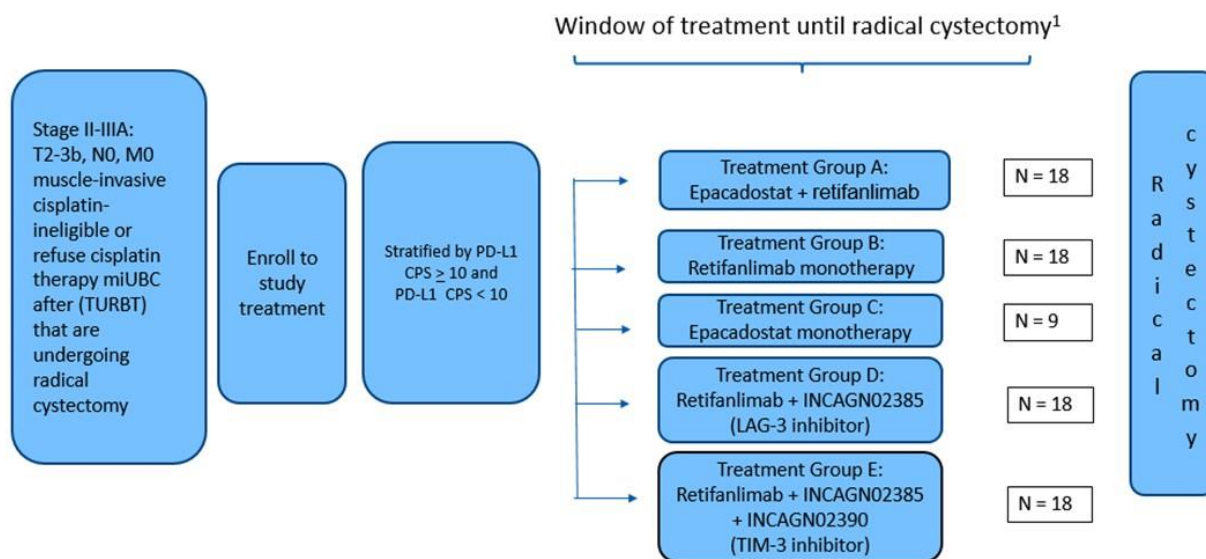 Window of treatment until radical cystectomy1
Stage II-IIIA:
T2-3b, N0, M0
muscle-invasive
cisplatin-
ineligible or
refuse cisplatin
therapy miUBC
after (TURBT)
that are
undergoing
radical
cystectomy
Enroll to
study
treatment
Stratified by PD-L1
CPS ≥ 10 and
PD-L1 CPS < 10
Treatment Group A:
Epacadostat + retifanlimab
N = 18
Treatment Group B:
Retifanlimab monotherapy
N = 18
Treatment Group C:
Epacadostat monotherapy
N = 9
Treatment Group D:
Retifanlimab + INCAGN02385
(LAG-3 inhibitor)
N = 18
Treatment Group E:
Retifanlimab + INCAGN02385
+ INCAGN02390
(TIM-3 inhibitor)
N = 18
Radical
cystectomy